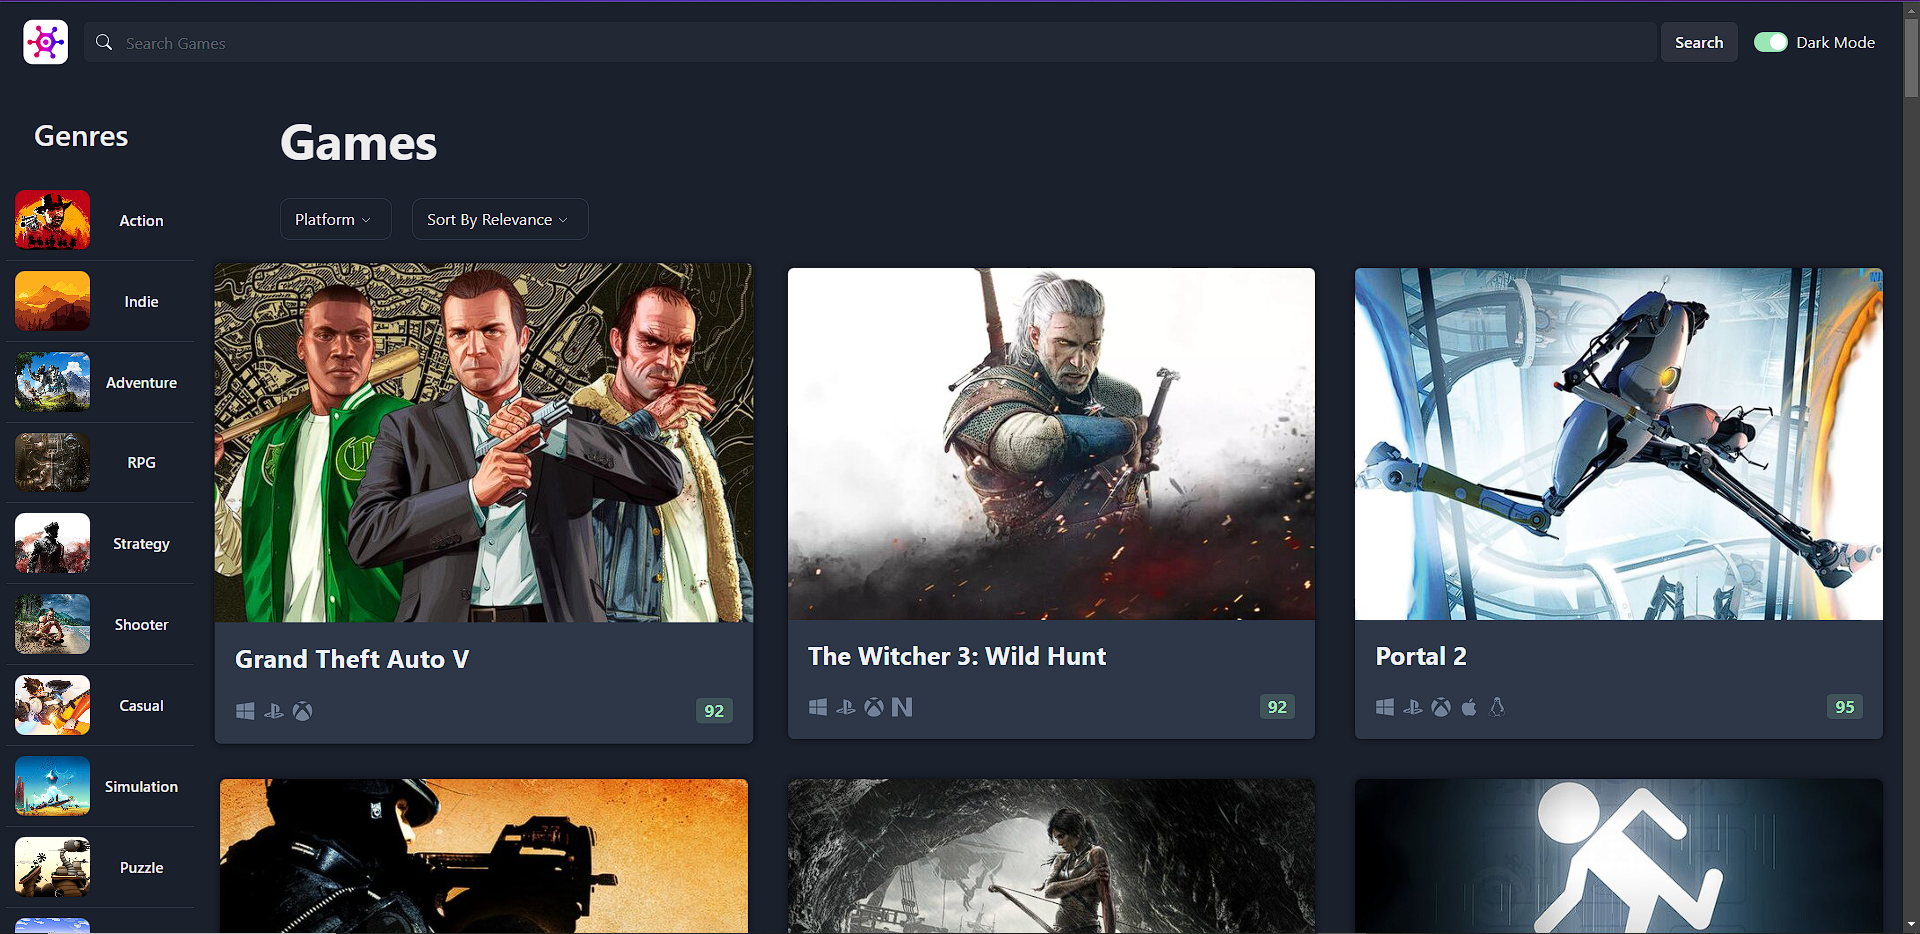 Search Games
Search
Dark Mode
Genres
Games
Platform
Sort By Relevance
Action
Indie
Adventure
RPG
Strategy
Shooter
Casual
Simulation
Puzzle
Grand Theft Auto V
92
The Witcher 3: Wild Hunt
92
Portal 2
95